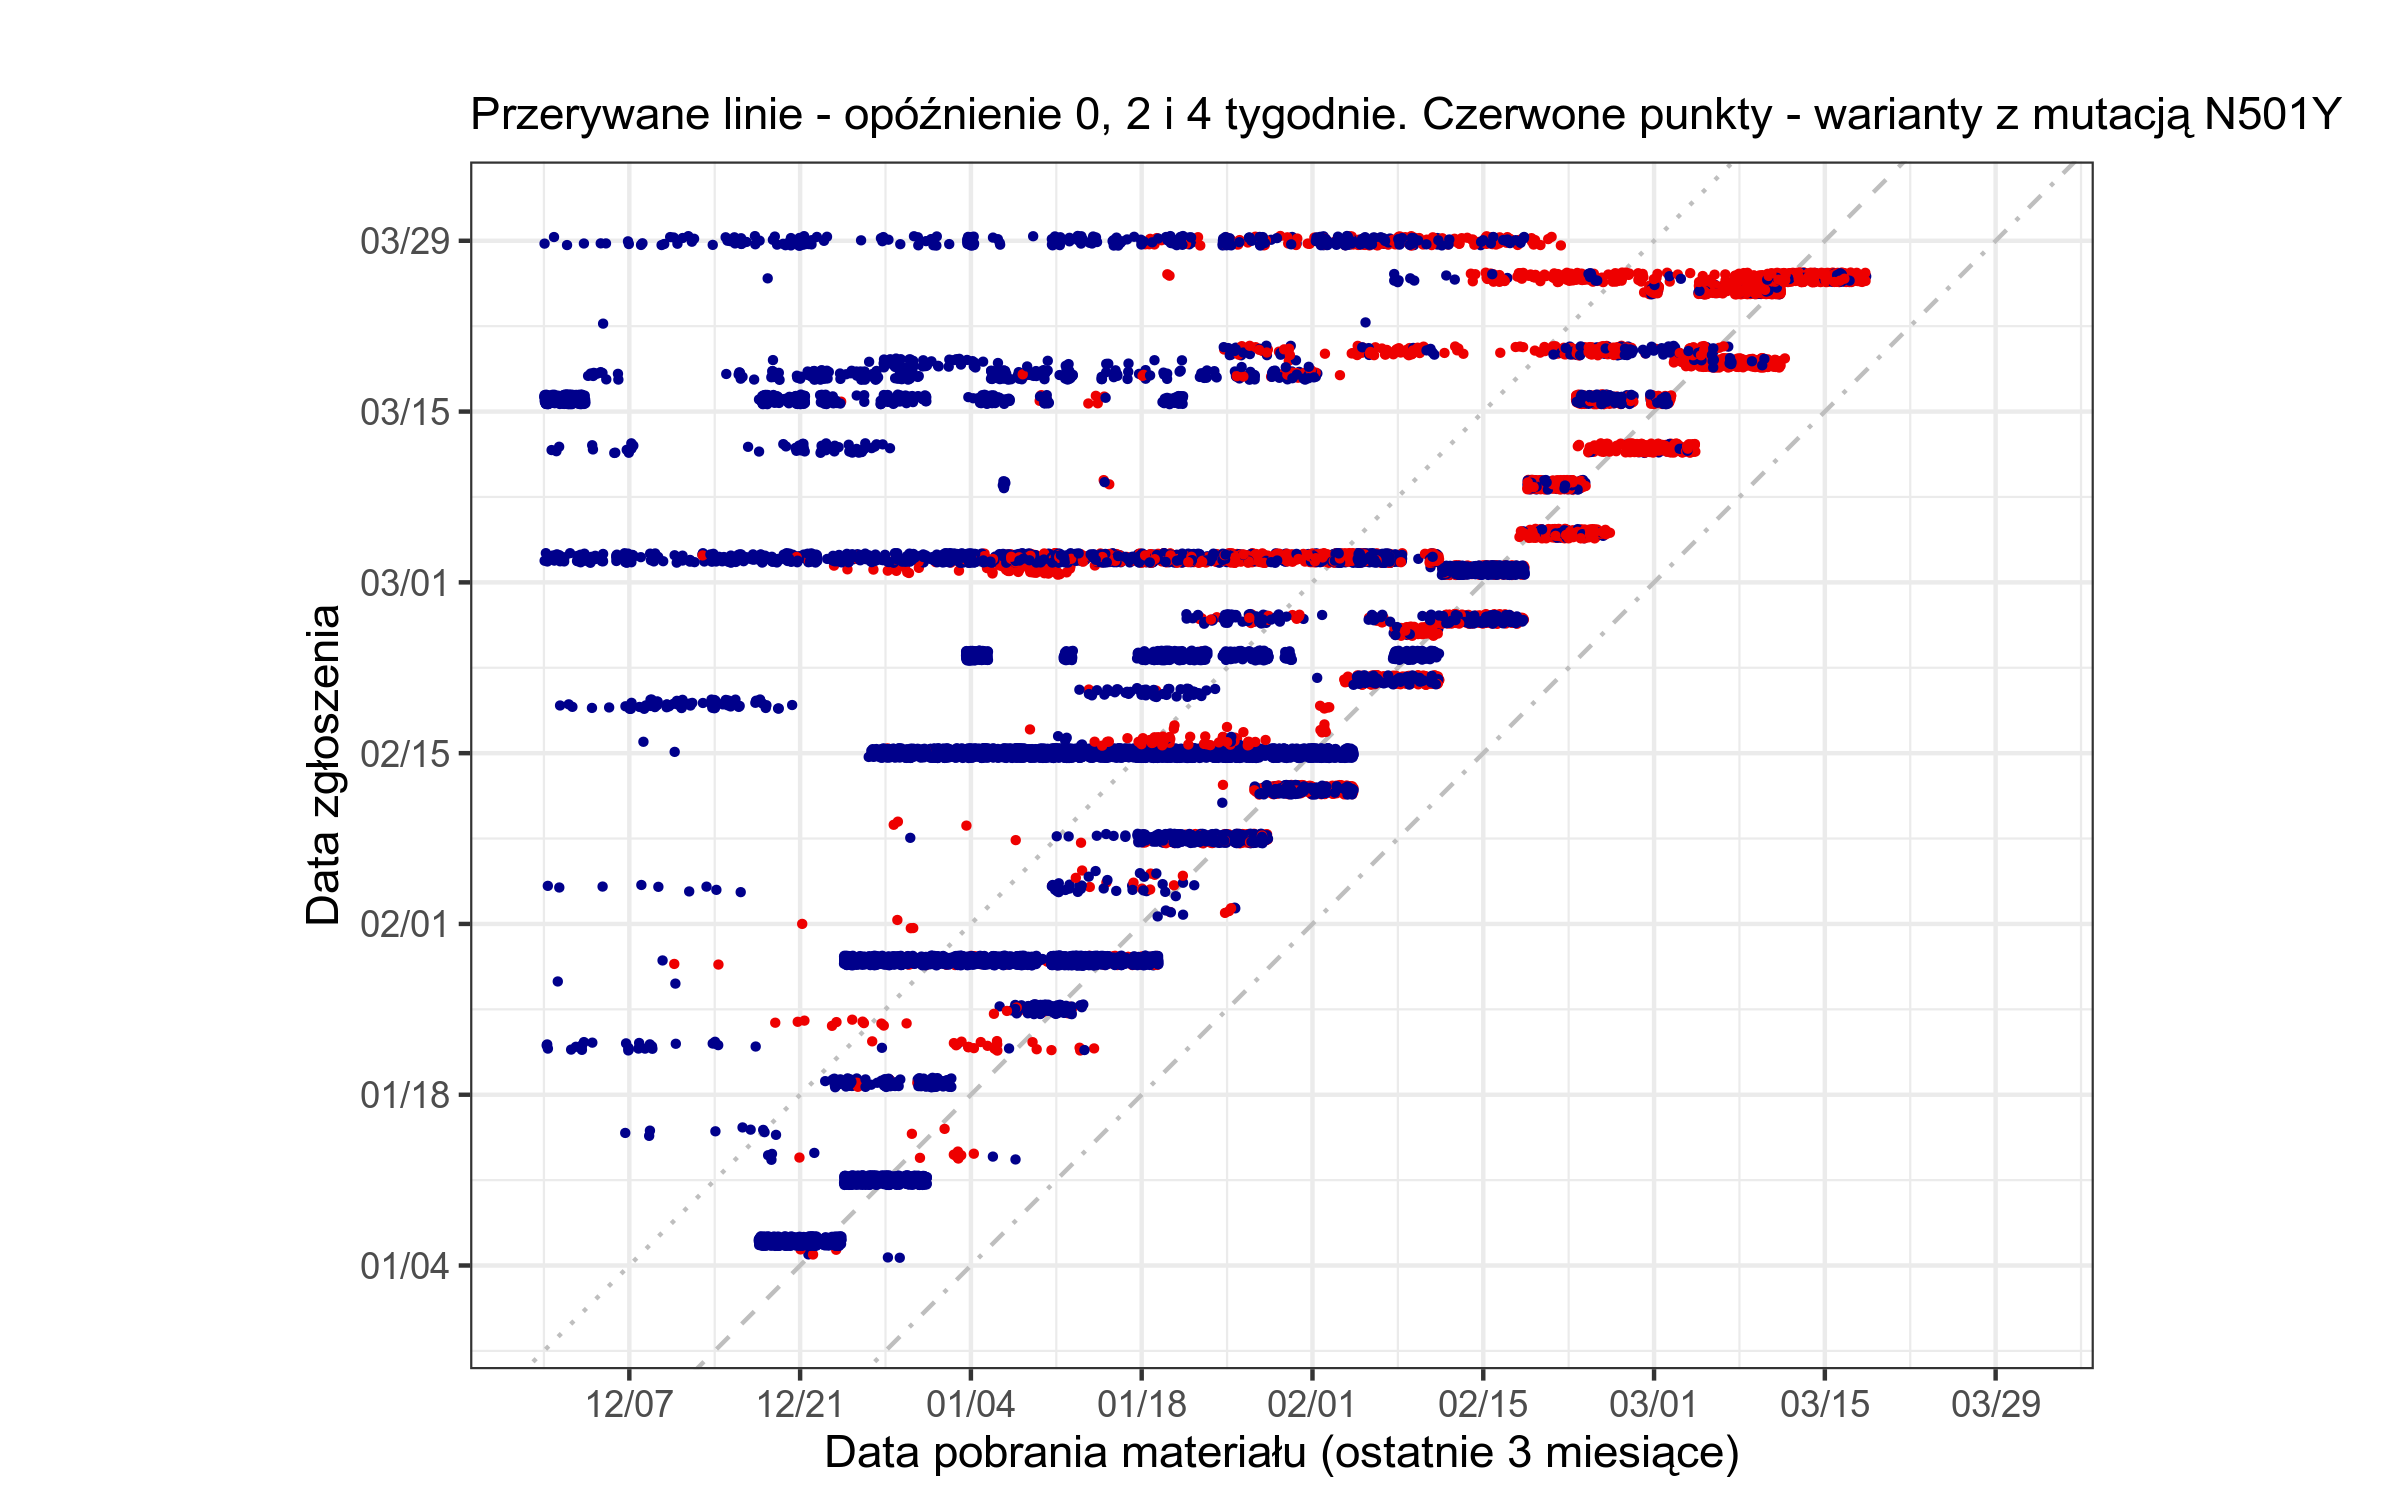 Przerywane linie - opóźnienie 0, 2 i 4 tygodnie. Czerwone punkty - warianty z mutacją N501Y
Data zgłoszenia
03/29
03/15
03/01
02/15
02/01
01/18
01/04
12/07 12/21 01/04 01/18 02/01 02/15 03/01 03/15 03/29
Data pobrania materiału (ostatnie 3 miesiące)